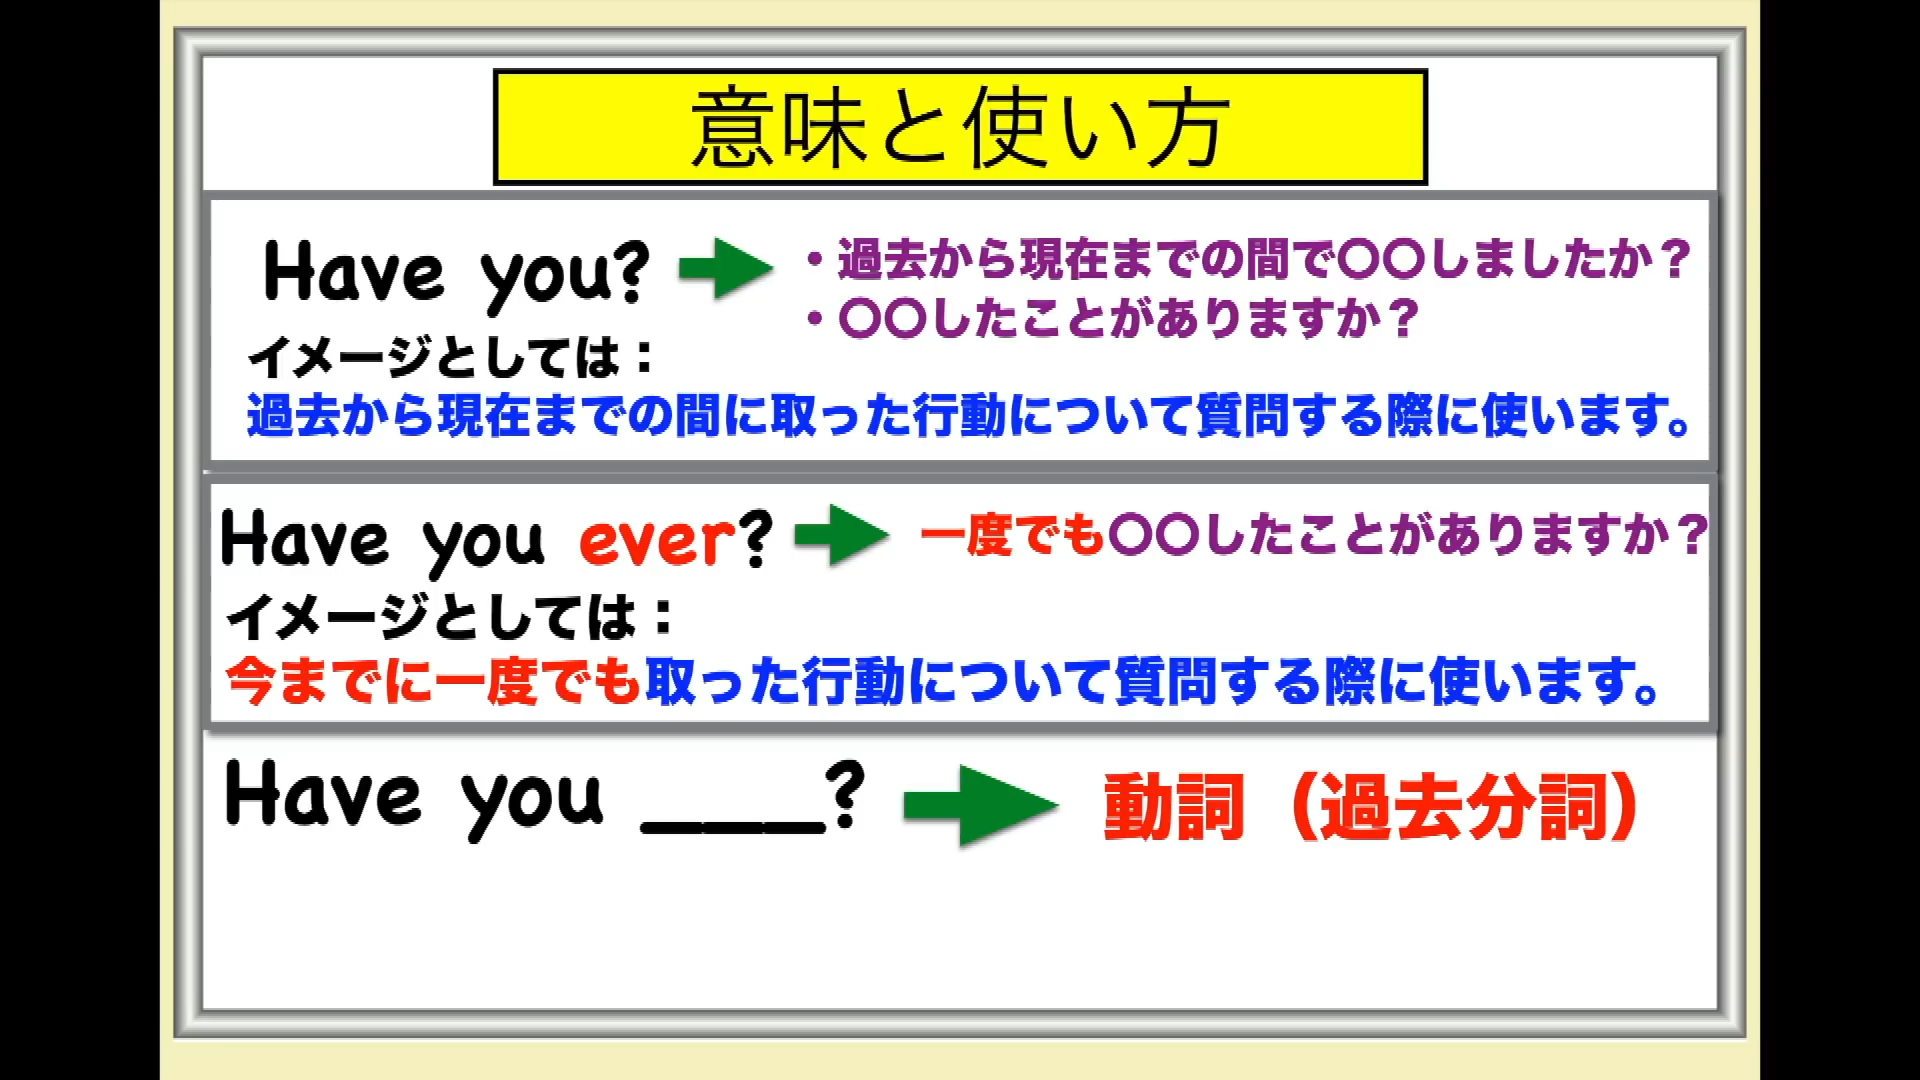 意味と使い方
Have you?
・過去から現在までの間で〇〇しましたか？
・〇〇したことがありますか？
イメージとしては：
過去から現在までの間に取った行動について質問する際に使います。
Have you ever?
一度でも〇〇したことがありますか？
イメージとしては：
今までに一度でも取った行動について質問する際に使います。
Have you ___?
動詞（過去分詞）